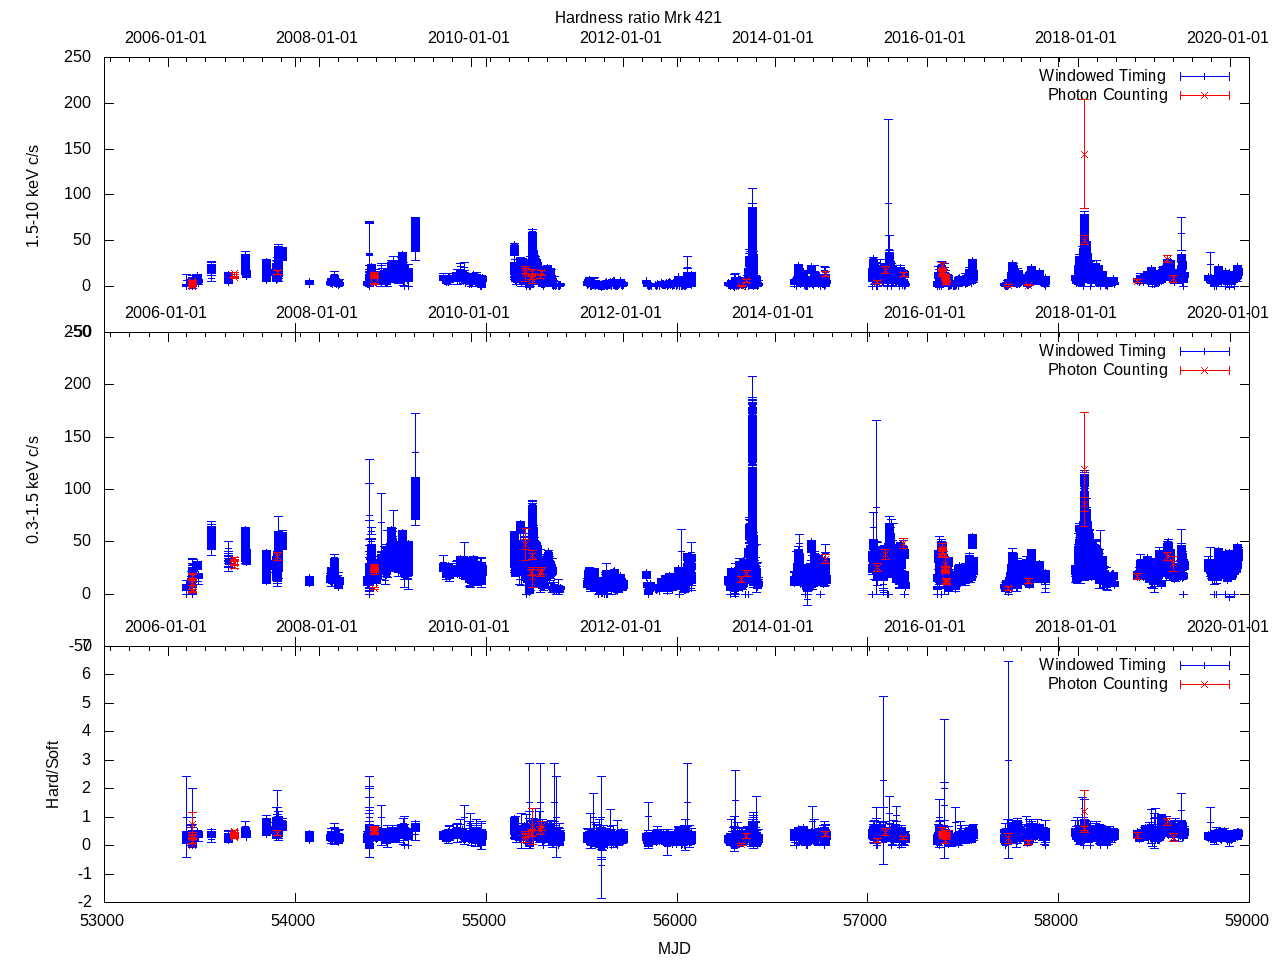 Hardness ratio Mrk 421
2006-01-01 2008-01-01 2010-01-01 2012-01-01 2014-01-01 2016-01-01 2018-01-01 2020-01-01
250
200
150
100
50
0
1.5-10 keV c/s
Windowed Timing
Photon Counting
2006-01-01 2008-01-01 2010-01-01 2012-01-01 2014-01-01 2016-01-01 2018-01-01 2020-01-01
250
200
150
100
50
0
-50
0.3-1.5 keV c/s
Windowed Timing
Photon Counting
2006-01-01 2008-01-01 2010-01-01 2012-01-01 2014-01-01 2016-01-01 2018-01-01 2020-01-01
7
6
5
4
3
2
1
0
-1
-2
Hard/Soft
Windowed Timing
Photon Counting
53000 54000 55000 56000 57000 58000 59000
MJD